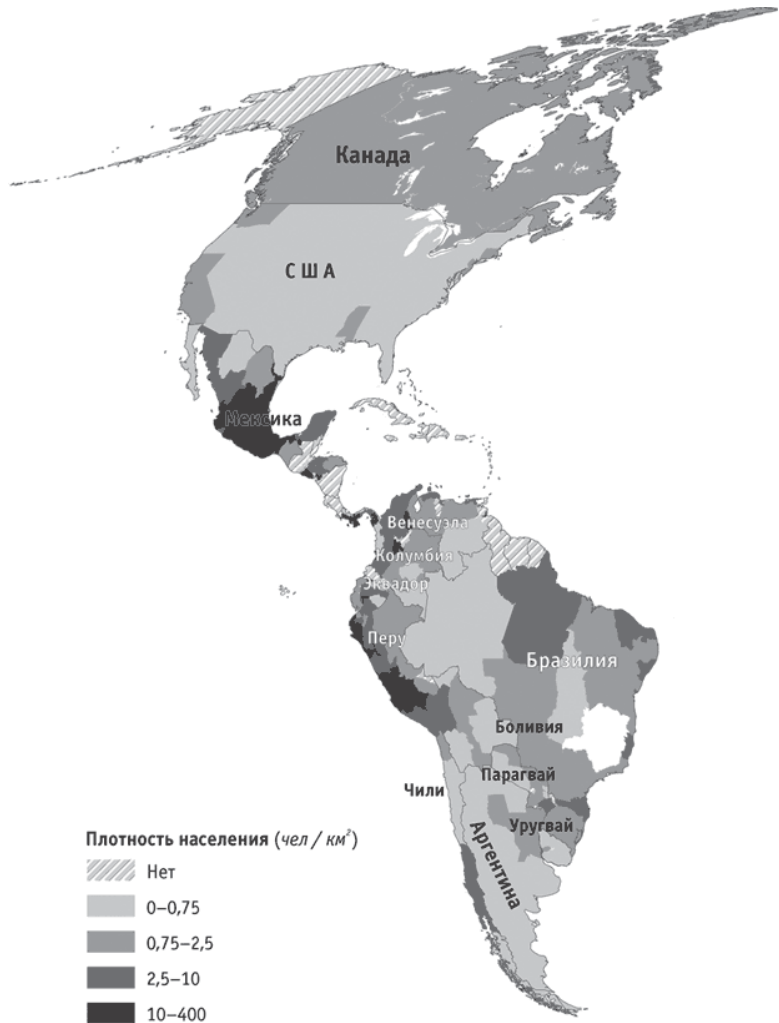 Канада
США
Мексика
Венесуэла
Колумбия
Эквадор
Перу
Бразилия
Боливия
Парагвай
Чили
Уругвай
Аргентина
Плотность населения (чел / км²)
Нет
0–0,75
0,75–2,5
2,5–10
10–400